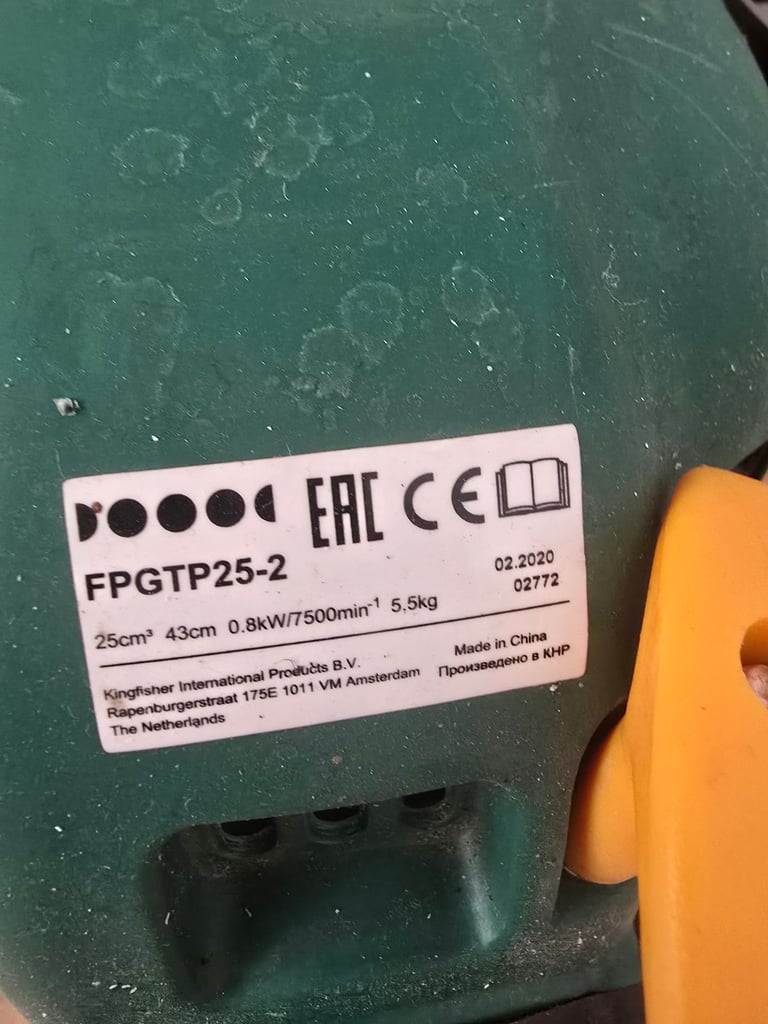 EAC CE
FPGTP25-2
02.2020
02772
25cm³ 43cm 0.8kW/7500min⁻¹ 5,5kg
Kingfisher International Products B.V.
Rapenburgerstraat 175E 1011 VM Amsterdam
The Netherlands
Made in China
Произведено в КНР